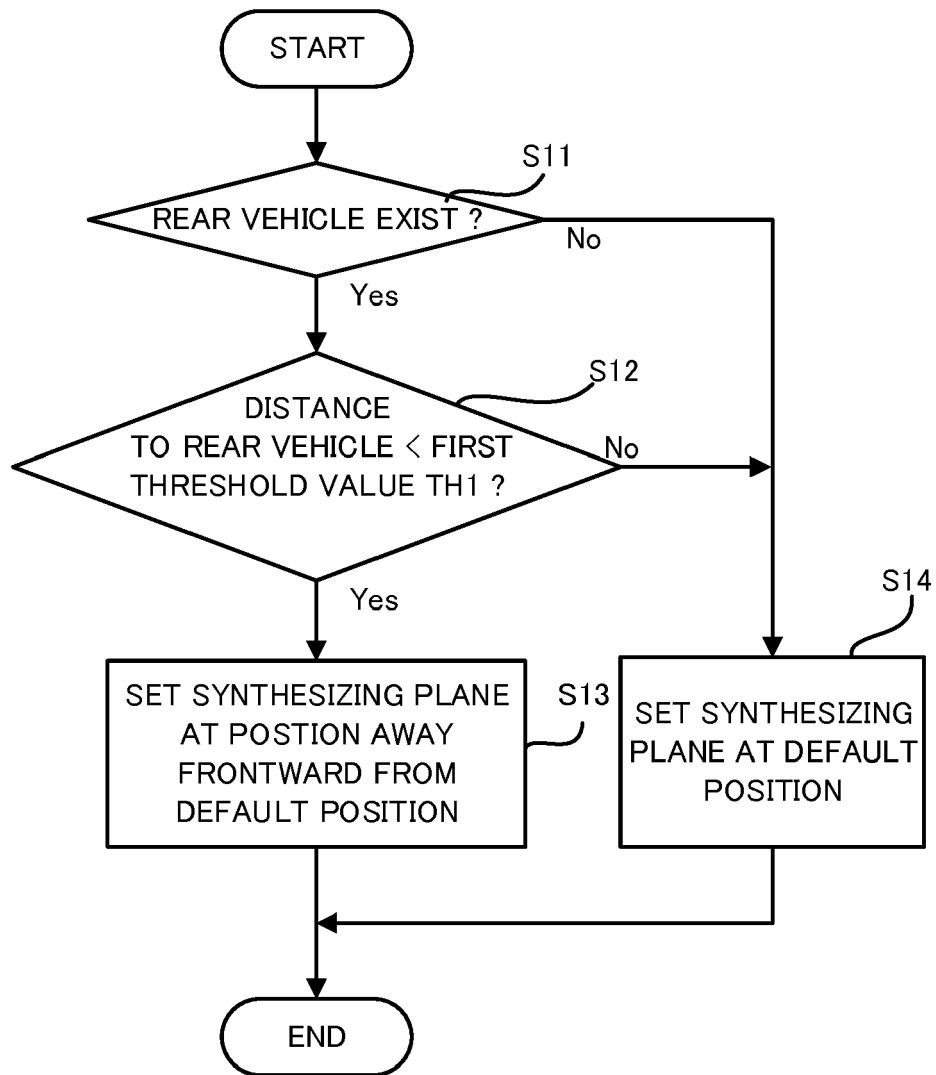 START
S11
REAR VEHICLE EXIST ?
No
Yes
S12
DISTANCE
TO REAR VEHICLE < FIRST
THRESHOLD VALUE TH1 ?
No
Yes
S14
SET SYNTHESIZING PLANE
AT POSTION AWAY
FRONTWARD FROM
DEFAULT POSITION
S13
SET SYNTHESIZING
PLANE AT DEFAULT
POSITION
END